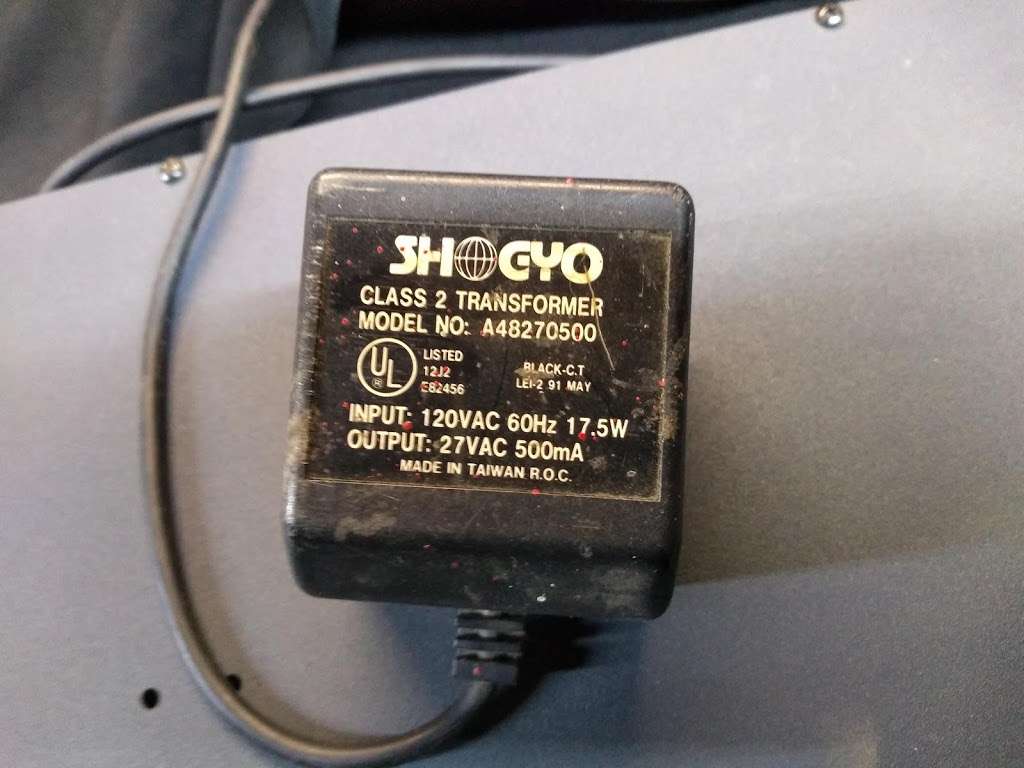 SHOGYO
CLASS 2 TRANSFORMER
MODEL NO: A48270500
UL
®
LISTED
12J2
E82456
BLACK-C.T
LEI-2 91 MAY
INPUT: 120VAC 60Hz 17.5W
OUTPUT: 27VAC 500mA
MADE IN TAIWAN R.O.C.